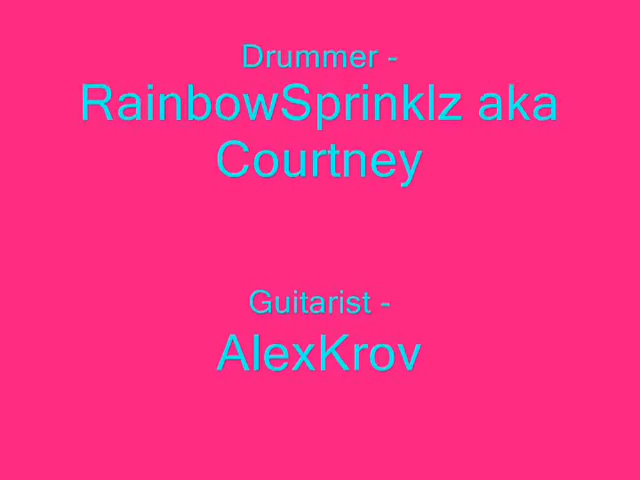 Drummer -
RainbowSprinklz aka
Courtney
Guitarist -
AlexKrov